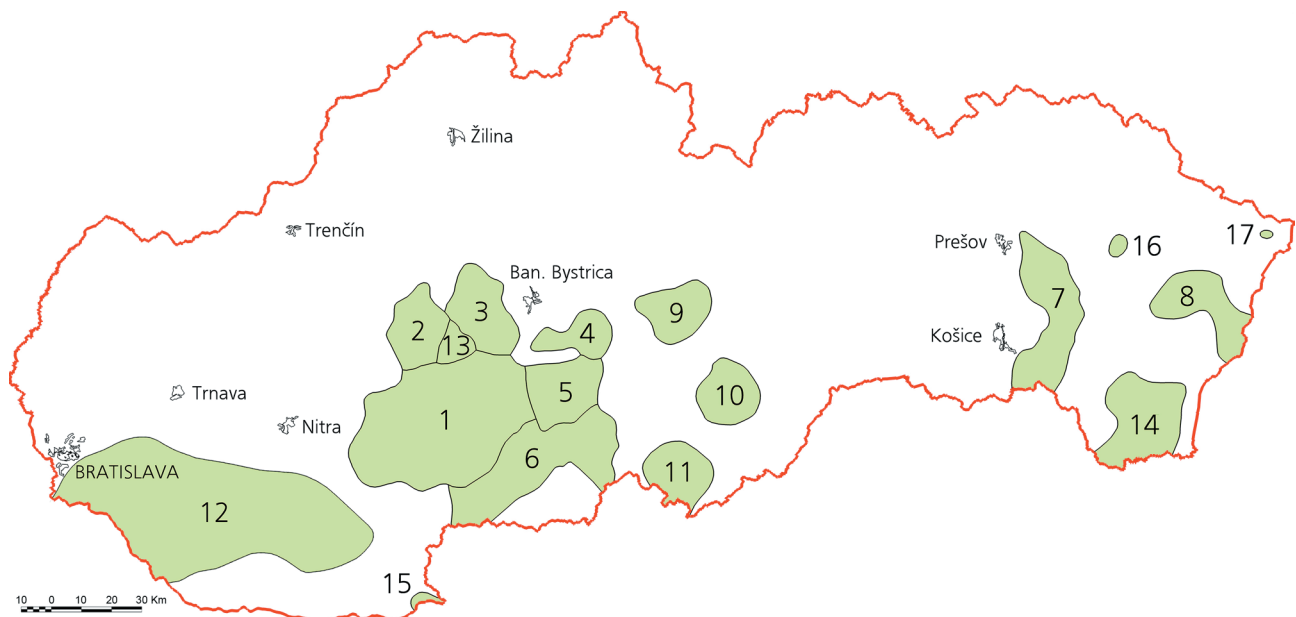 Žilina
Trenčín
Prešov
16
17
Ban. Bystrica
7
8
3
9
2
4
13
Košice
Trnava
5
10
1
14
Nitra
6
11
BRATISLAVA
12
15
10 0 10 20 30 Km